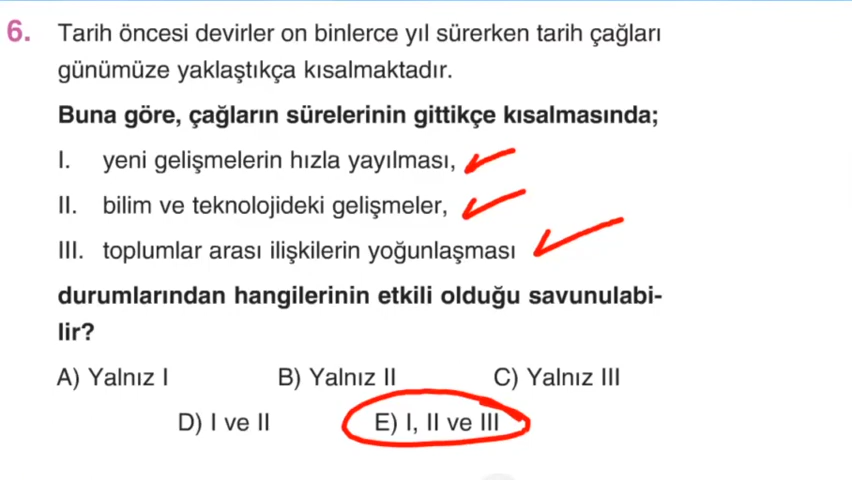 6. Tarih öncesi devirler on binlerce yıl sürerken tarih çağları
günümüze yaklaştıkça kısalmaktadır.
Buna göre, çağların sürelerinin gittikçe kısalmasında;
I. yeni gelişmelerin hızla yayılması,
II. bilim ve teknolojideki gelişmeler,
III. toplumlar arası ilişkilerin yoğunlaşması
durumlarından hangilerinin etkili olduğu savunulabi-
lir?
A) Yalnız I B) Yalnız II C) Yalnız III
D) I ve II E) I, II ve III